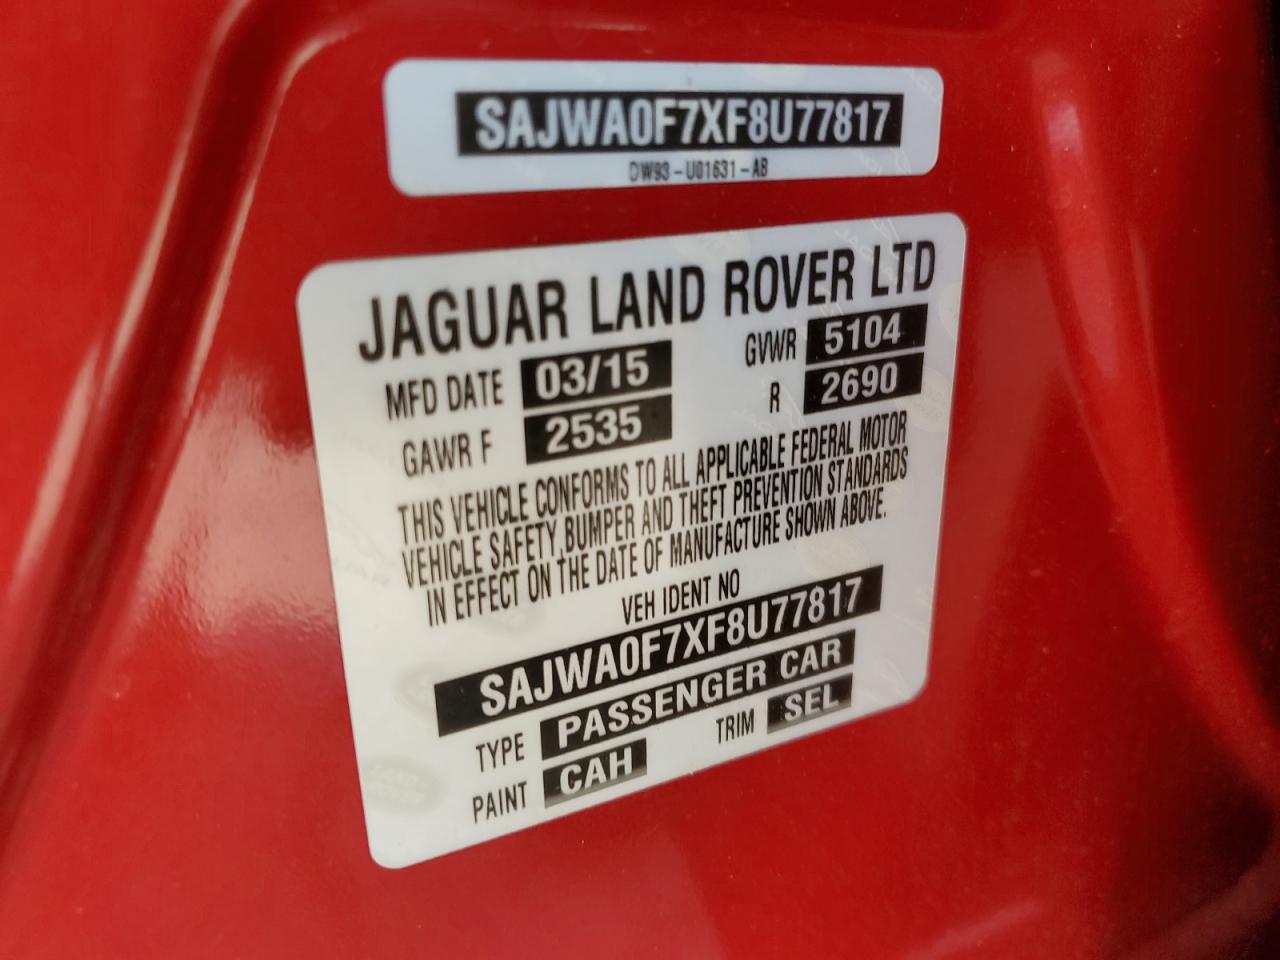 SAJWA0F7XF8U77817
DW93-U01631-AB
JAGUAR LAND ROVER LTD
MFD DATE 03/15 GVWR 5104
GAWR F 2535 R 2690
THIS VEHICLE CONFORMS TO ALL APPLICABLE FEDERAL MOTOR
VEHICLE SAFETY,BUMPER AND THEFT PREVENTION STANDARDS
IN EFFECT ON THE DATE OF MANUFACTURE SHOWN ABOVE.
VEH IDENT NO
SAJWA0F7XF8U77817
TYPE PASSENGER CAR
PAINT CAH TRIM SEL